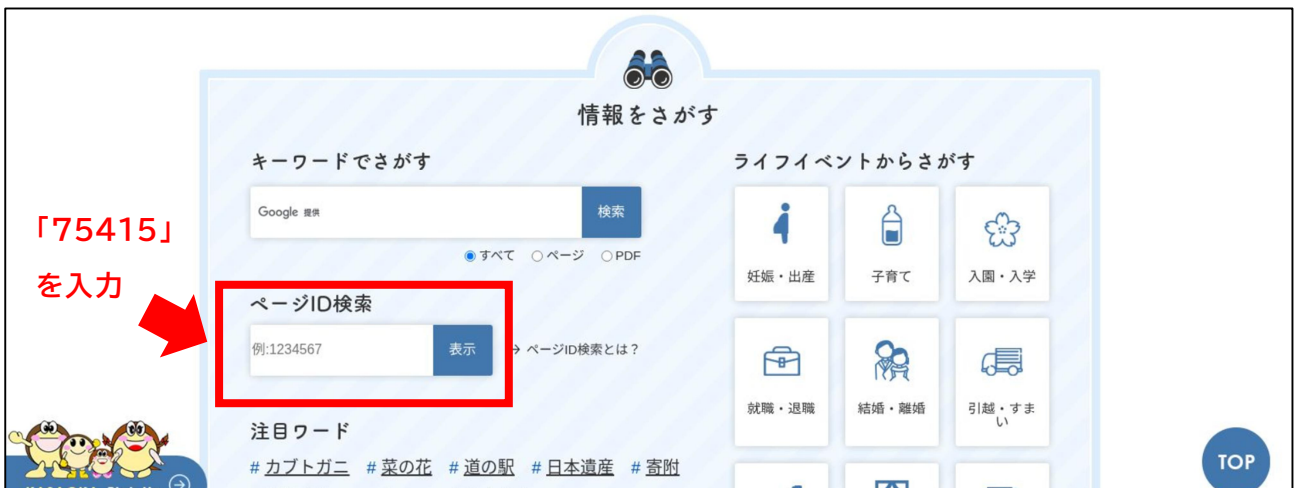 情報をさがす
キーワードでさがす
Google 提供
検索
すべて ページ PDF
「75415」
を入力
ページID検索
例:1234567
表示
→ ページID検索とは？
注目ワード
# カブトガニ # 菜の花 # 道の駅 # 日本遺産 # 寄附
ライフイベントからさがす
妊娠・出産
子育て
入園・入学
就職・退職
結婚・離婚
引越・すま
い
TOP